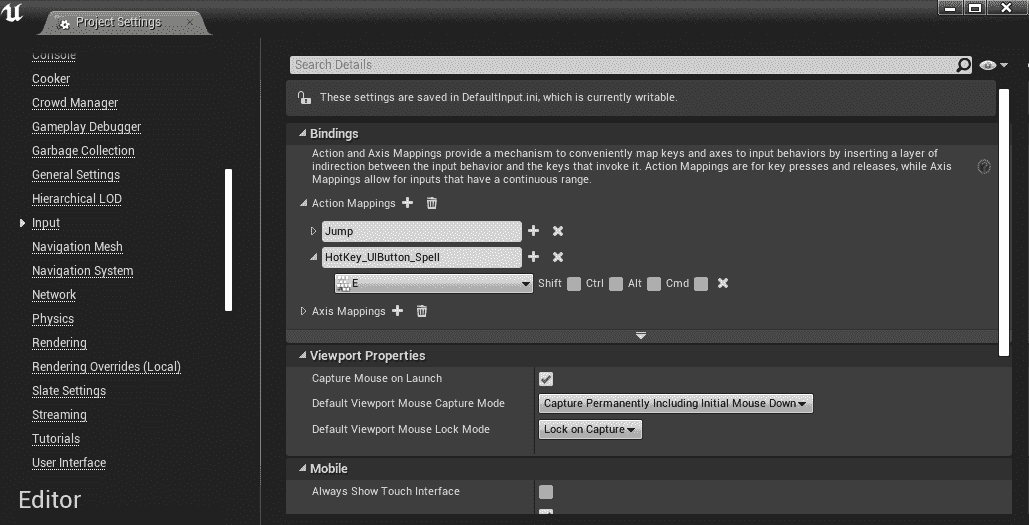 Project Settings
Console
Cooker
Crowd Manager
Gameplay Debugger
Garbage Collection
General Settings
Hierarchical LOD
Input
Navigation Mesh
Navigation System
Network
Physics
Rendering
Rendering Overrides (Local)
Slate Settings
Streaming
Tutorials
User Interface
Editor
Search Details
These settings are saved in DefaultInput.ini, which is currently writable.
Bindings
Action and Axis Mappings provide a mechanism to conveniently map keys and axes to input behaviors by inserting a layer of
indirection between the input behavior and the keys that invoke it. Action Mappings are for key presses and releases, while Axis
Mappings allow for inputs that have a continuous range.
Action Mappings
Jump
HotKey_UIButton_Spell
E Shift Ctrl Alt Cmd
Axis Mappings
Viewport Properties
Capture Mouse on Launch
Default Viewport Mouse Capture Mode Capture Permanently Including Initial Mouse Down
Default Viewport Mouse Lock Mode Lock on Capture
Mobile
Always Show Touch Interface